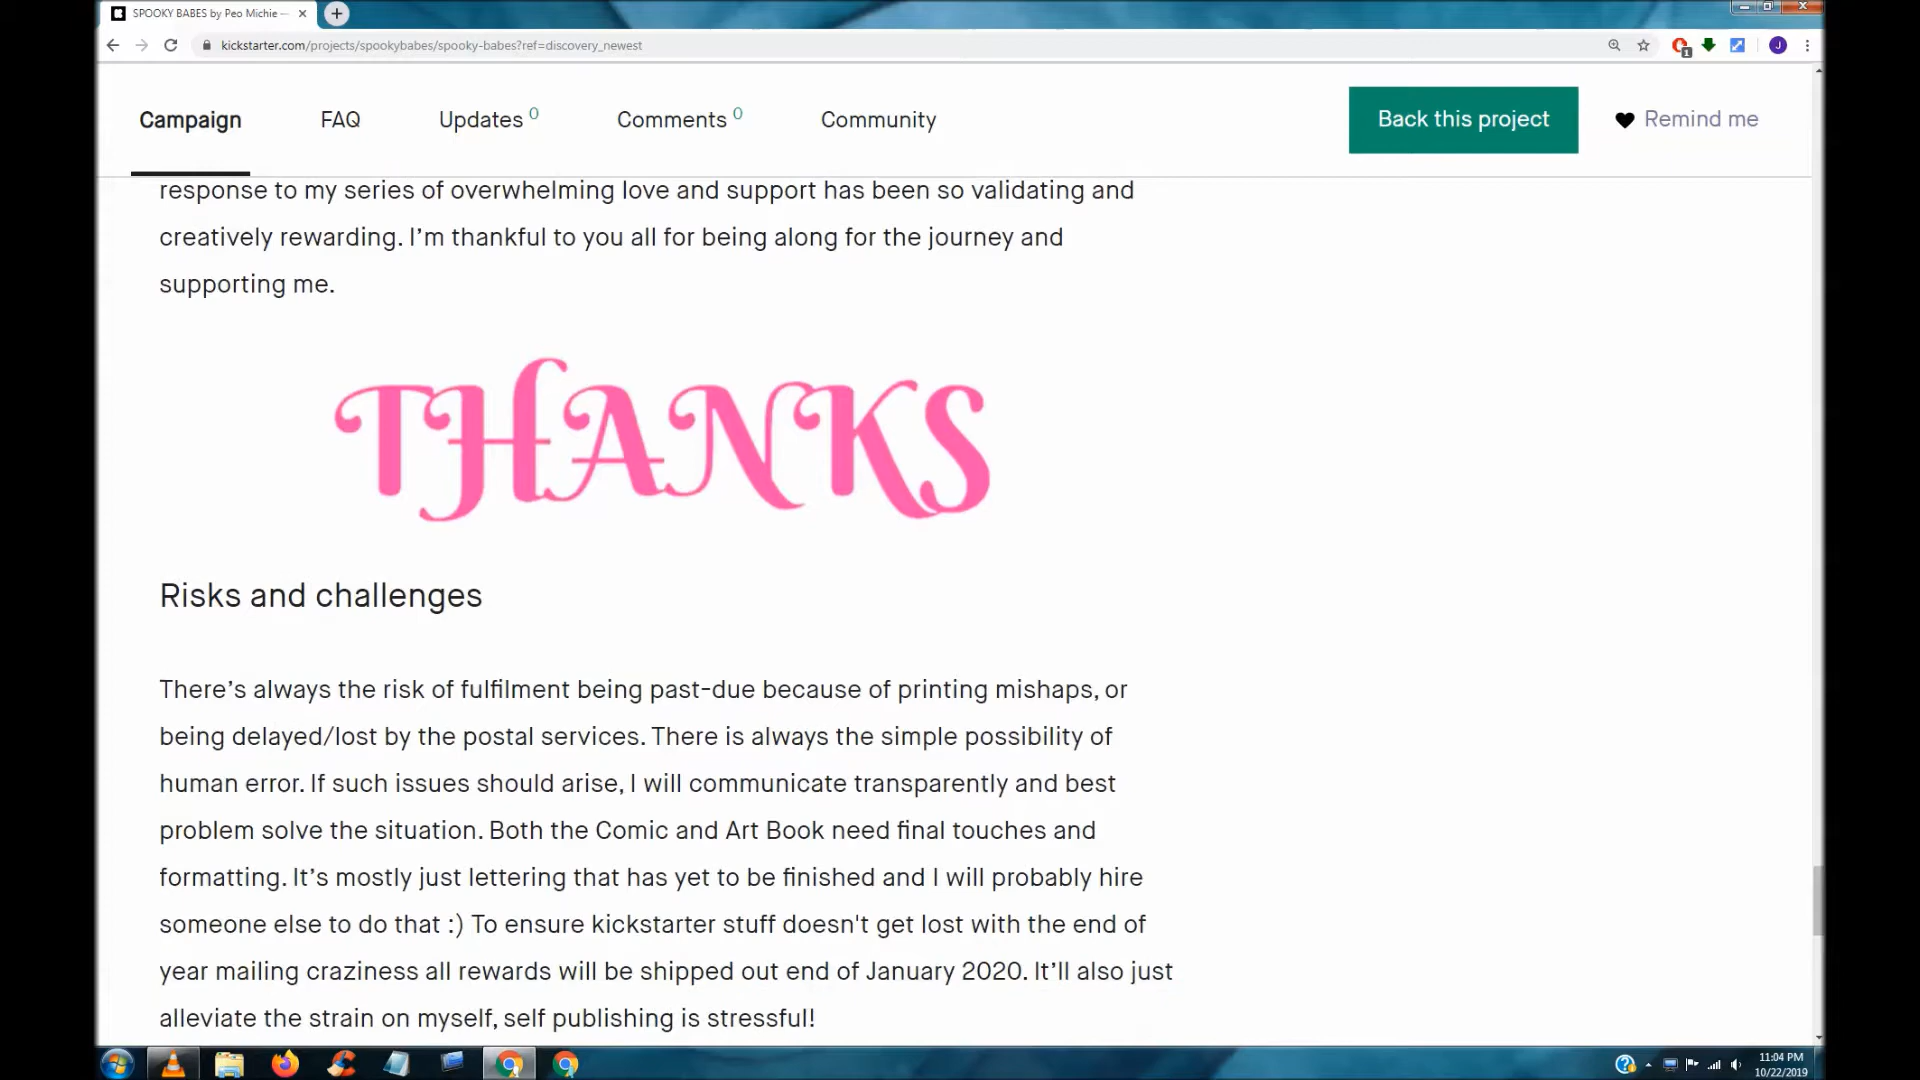 SPOOKY BABES by Peo Michie —
kickstarter.com/projects/spookybabes/spooky-babes?ref=discovery_newest
1
J
Campaign
FAQ
Updates 0
Comments 0
Community
Back this project
Remind me
response to my series of overwhelming love and support has been so validating and
creatively rewarding. I’m thankful to you all for being along for the journey and
supporting me.
THANKS
Risks and challenges
There’s always the risk of fulfilment being past-due because of printing mishaps, or
being delayed/lost by the postal services. There is always the simple possibility of
human error. If such issues should arise, I will communicate transparently and best
problem solve the situation. Both the Comic and Art Book need final touches and
formatting. It’s mostly just lettering that has yet to be finished and I will probably hire
someone else to do that :) To ensure kickstarter stuff doesn't get lost with the end of
year mailing craziness all rewards will be shipped out end of January 2020. It’ll also just
alleviate the strain on myself, self publishing is stressful!
11:04 PM
10/22/2019